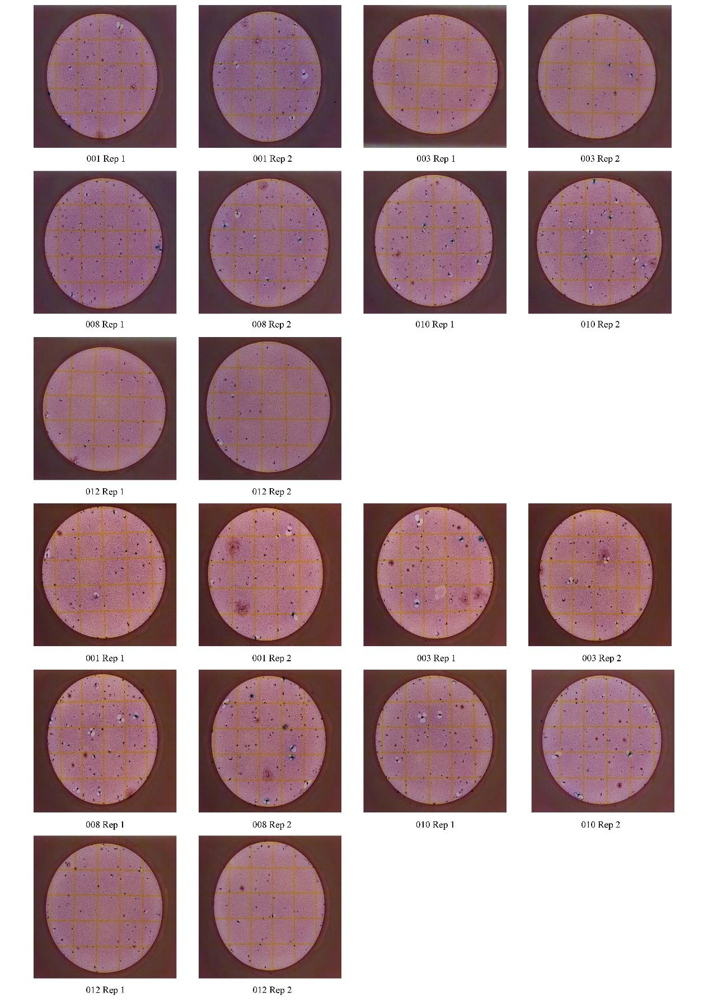 001 Rep 1
001 Rep 2
003 Rep 1
003 Rep 2
008 Rep 1
008 Rep 2
010 Rep 1
010 Rep 2
012 Rep 1
012 Rep 2
001 Rep 1
001 Rep 2
003 Rep 1
003 Rep 2
008 Rep 1
008 Rep 2
010 Rep 1
010 Rep 2
012 Rep 1
012 Rep 2